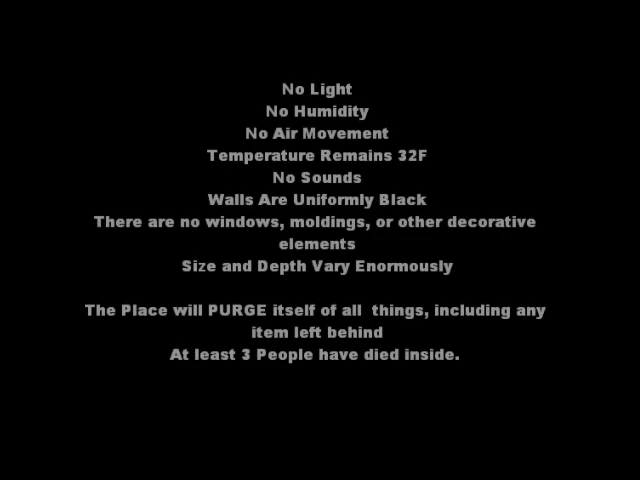 No Light
No Humidity
No Air Movement
Temperature Remains 32F
No Sounds
Walls Are Uniformly Black
There are no windows, moldings, or other decorative
elements
Size and Depth Vary Enormously
The Place will PURGE itself of all  things, including any
item left behind
At least 3 People have died inside.